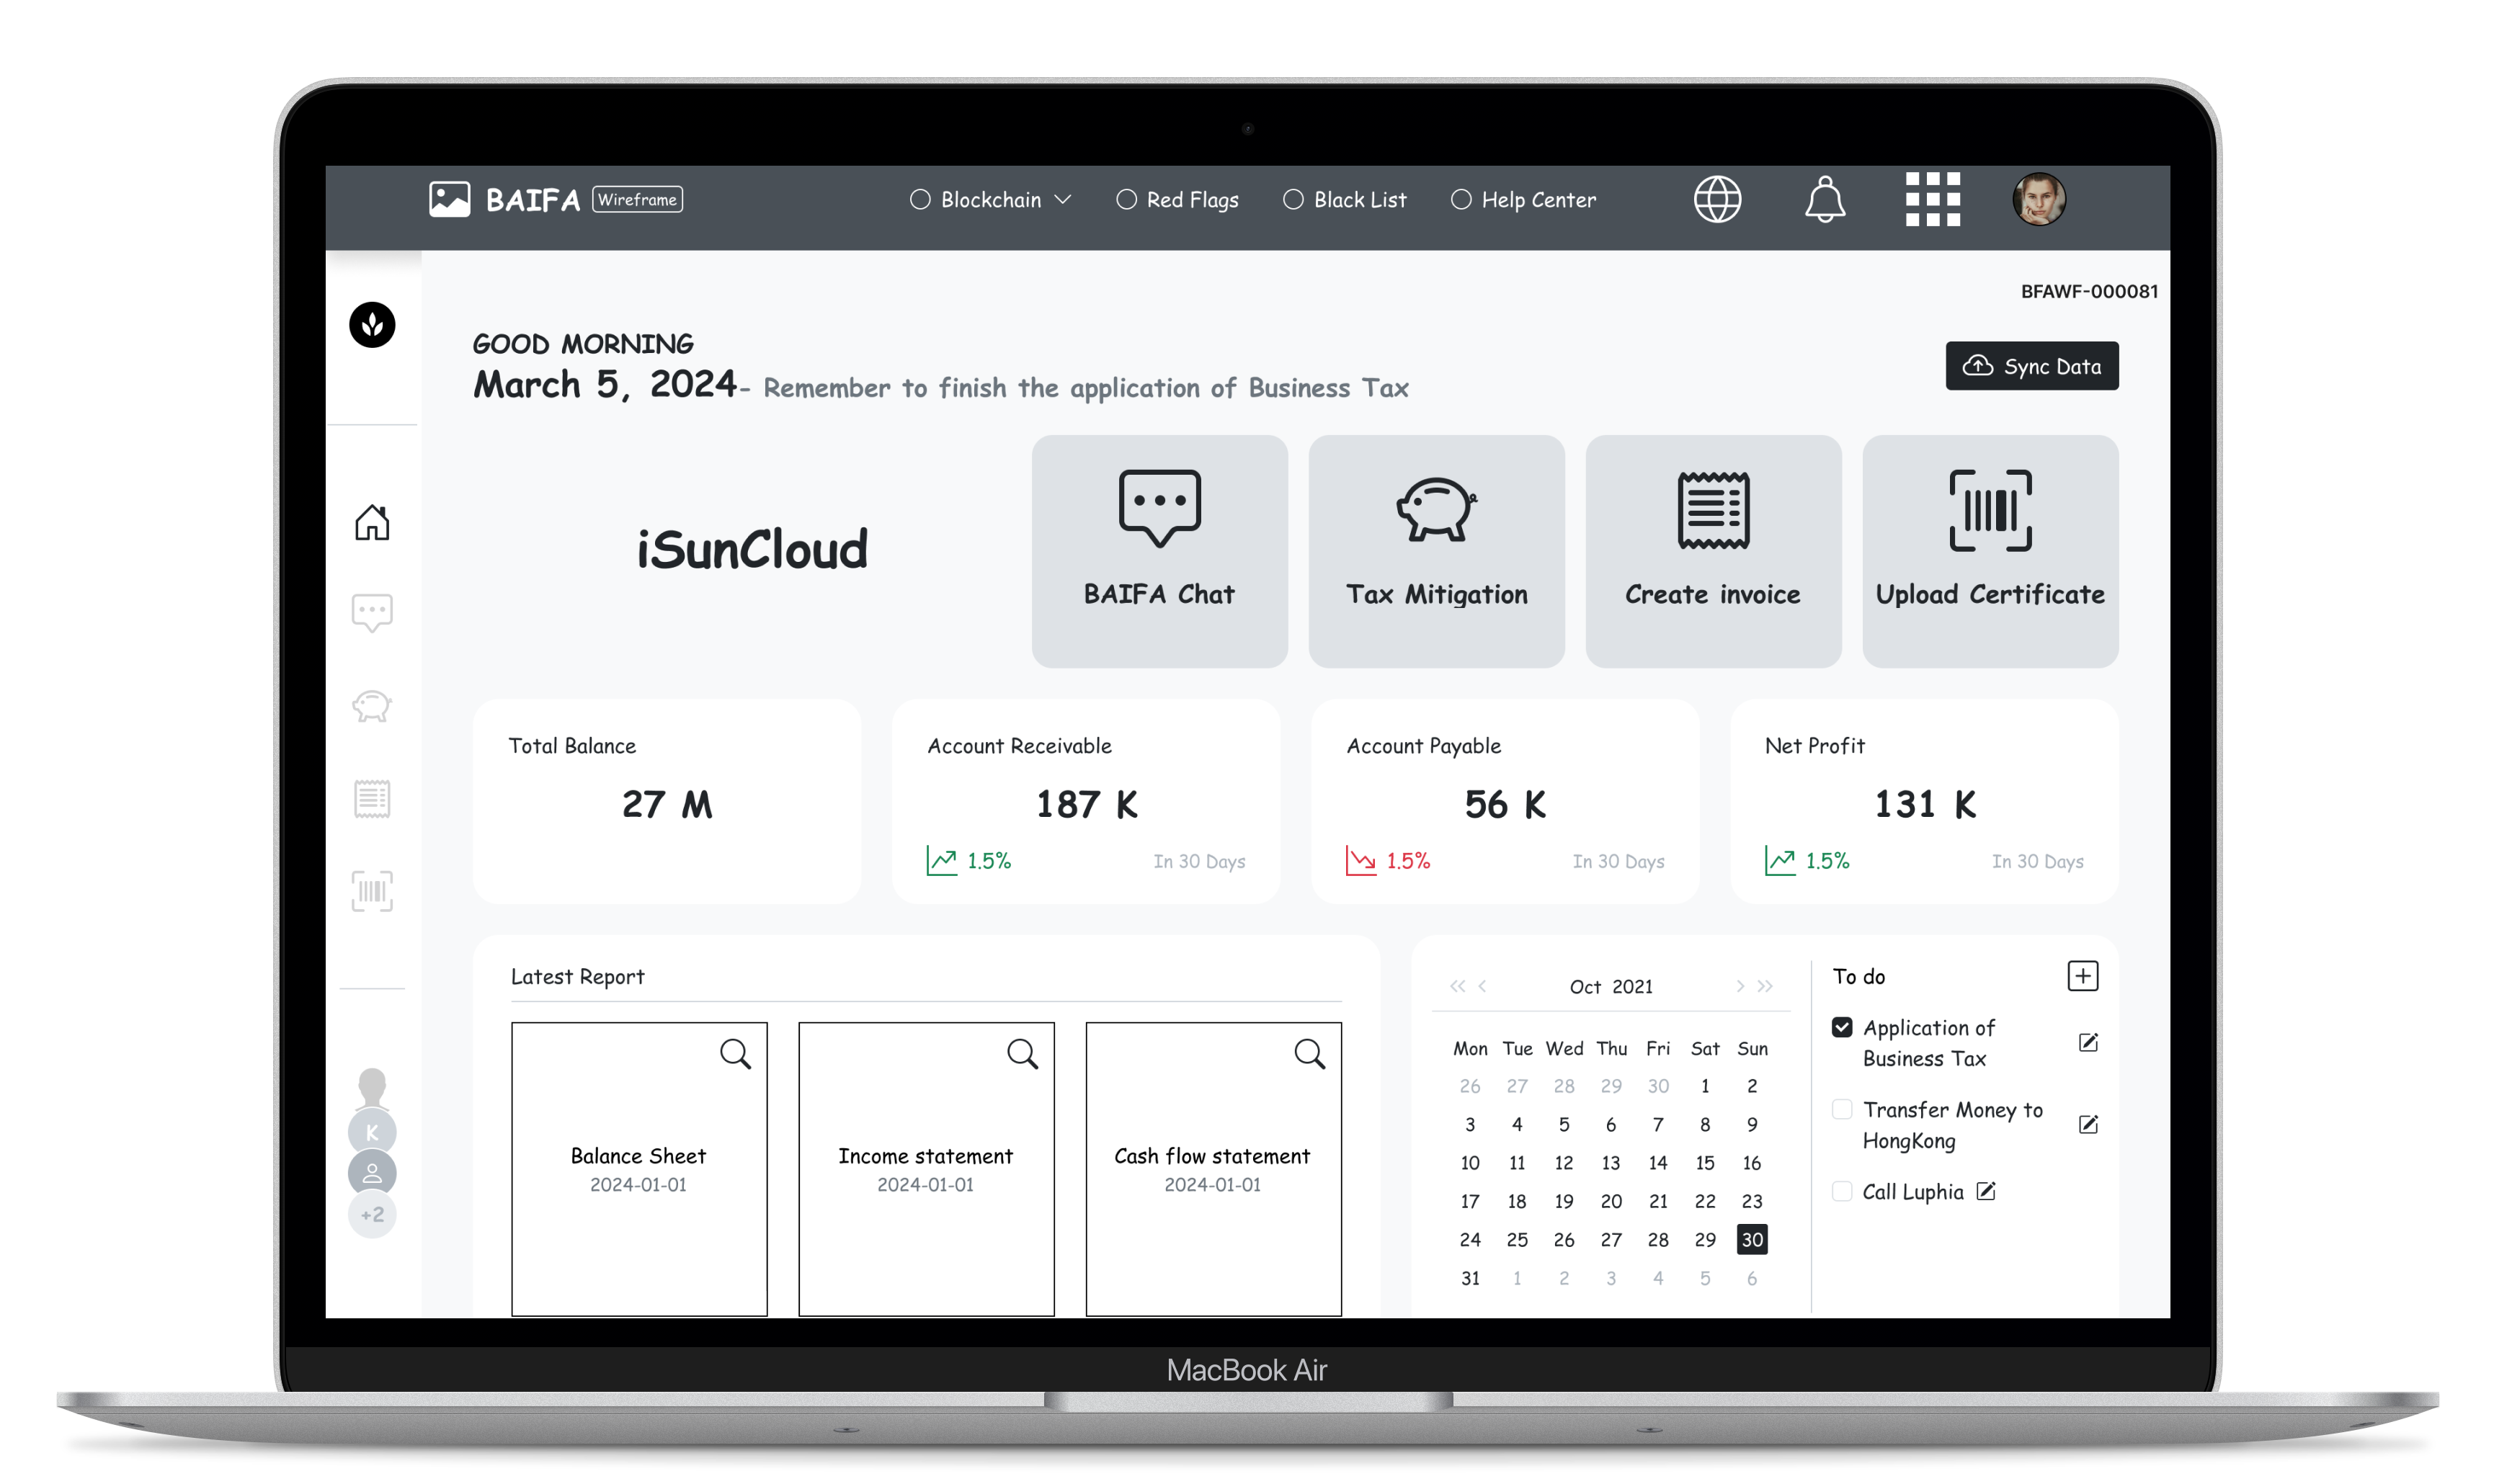 BAIFA Wireframe
Blockchain Red Flags Black List Help Center
BFAWF-000081
GOOD MORNING
March 5, 2024- Remember to finish the application of Business Tax
Sync Data
iSunCloud
BAIFA Chat
Tax Mitigation
Create invoice
Upload Certificate
Total Balance
27 M
Account Receivable
187 K
1.5% In 30 Days
Account Payable
56 K
1.5% In 30 Days
Net Profit
131 K
1.5% In 30 Days
K
+2
Latest Report
Balance Sheet
2024-01-01
Income statement
2024-01-01
Cash flow statement
2024-01-01
Oct 2021
Mon Tue Wed Thu Fri Sat Sun
26 27 28 29 30 1 2
3 4 5 6 7 8 9
10 11 12 13 14 15 16
17 18 19 20 21 22 23
24 25 26 27 28 29 30
31 1 2 3 4 5 6
To do
Application of
Business Tax
Transfer Money to
HongKong
Call Luphia
MacBook Air